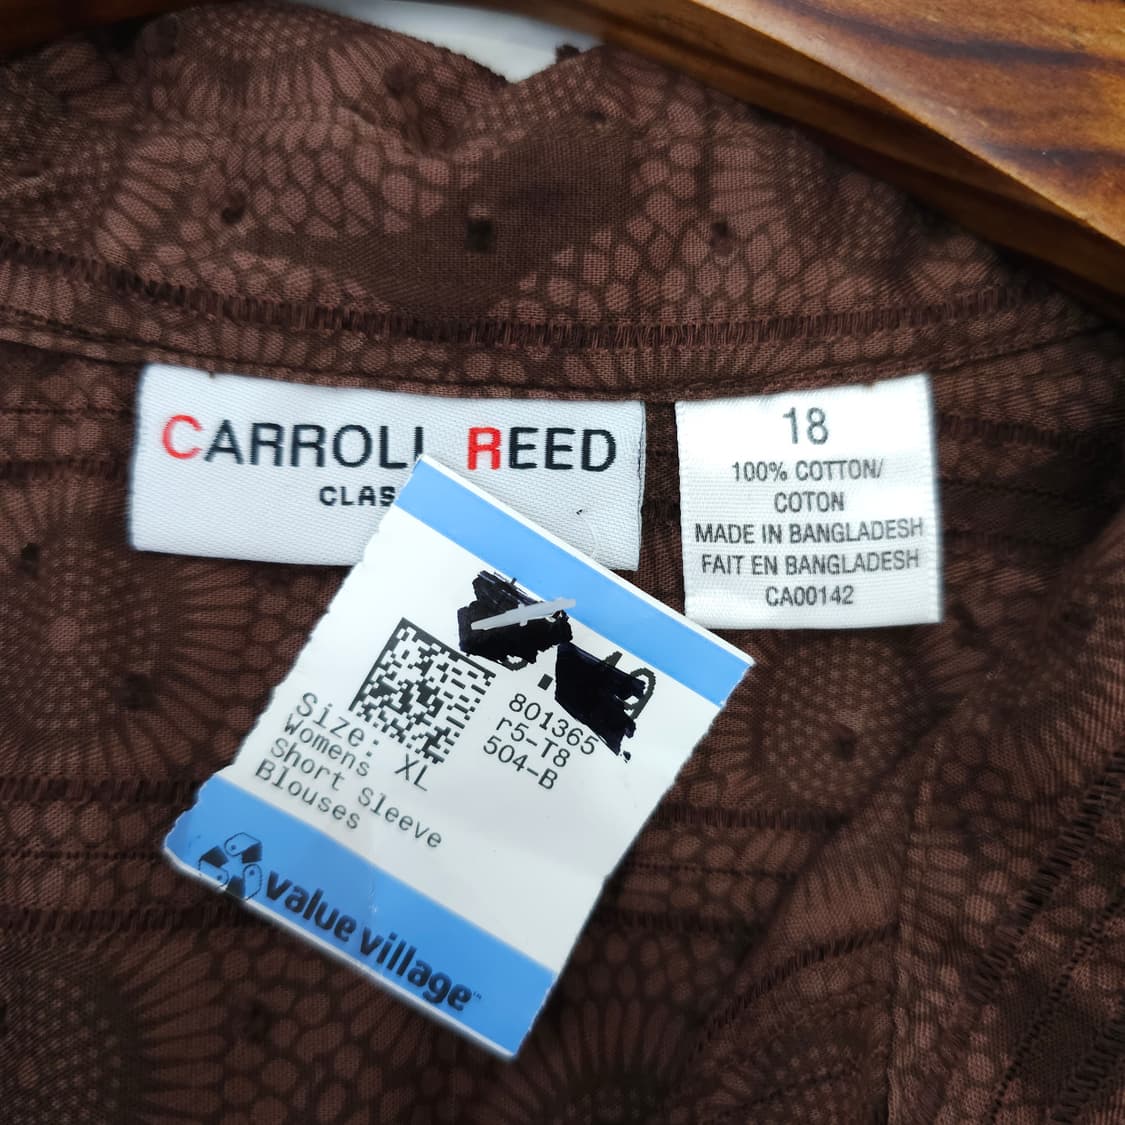 CARROLL REED
CLAS
18
100% COTTON/
COTON
MADE IN BANGLADESH
FAIT EN BANGLADESH
CA00142
801365
r5-T8
504-B
Size: XL
Womens
Short Sleeve
Blouses
value village™